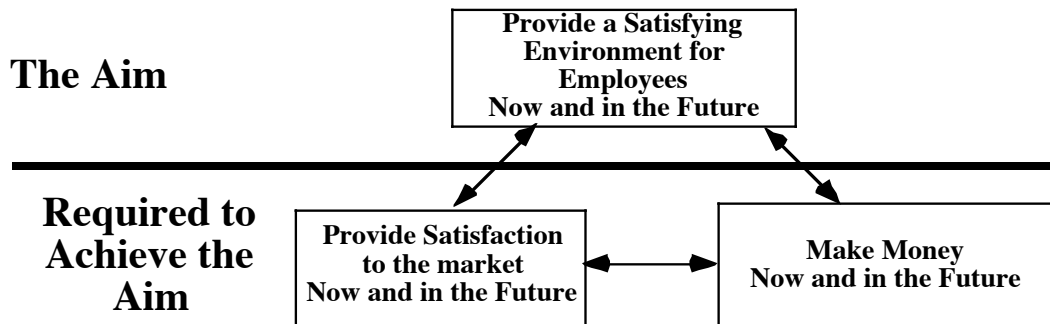 The Aim
Provide a Satisfying
Environment for
Employees
Now and in the Future
Required to
Achieve the
Aim
Provide Satisfaction
to the market
Now and in the Future
Make Money
Now and in the Future